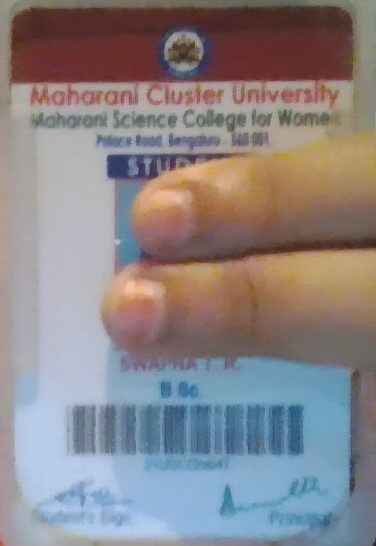 Maharani Cluster University
Maharani Science College for Women
Palace Road, Bengaluru - 560 001
SWAPNA T. R.
B Sc.
Student's Sign
Principal